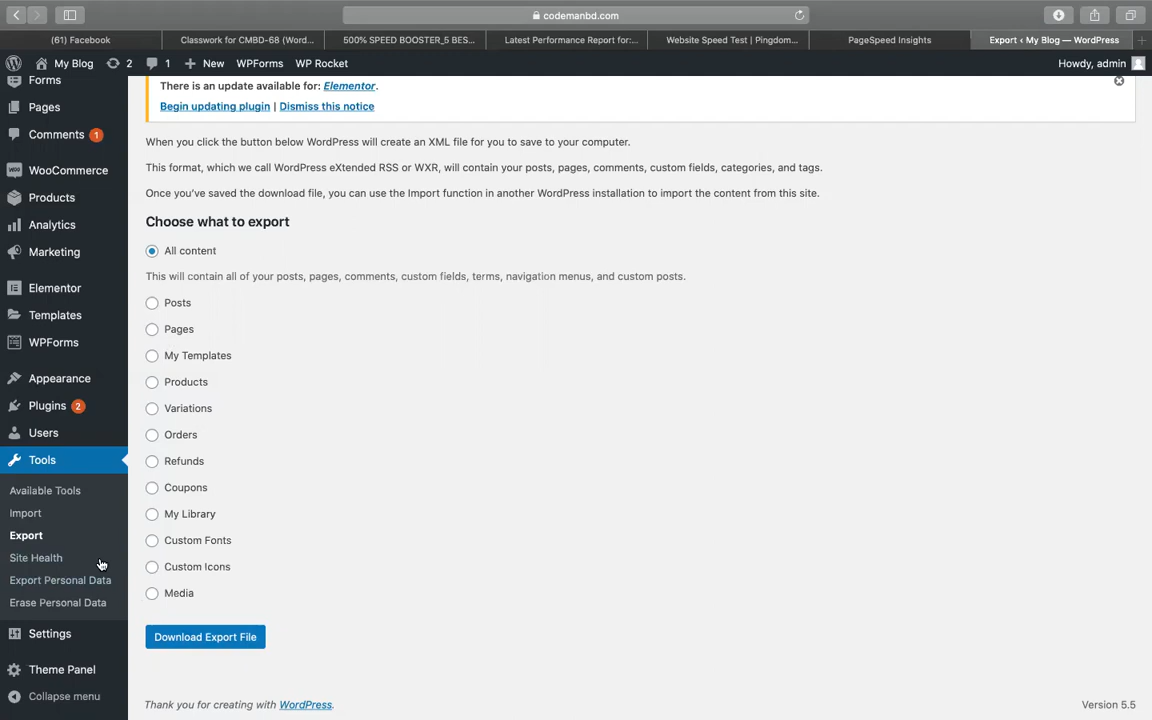 codemanbd.com
(61) Facebook
Classwork for CMBD-68 (Word...
500% SPEED BOOSTER_5 BES...
Latest Performance Report for:...
Website Speed Test | Pingdom...
PageSpeed Insights
Export ‹ My Blog — WordPress
My Blog
2
1
New
WPForms
WP Rocket
Howdy, admin
Forms
Pages
Comments 1
WooCommerce
Products
Analytics
Marketing
Elementor
Templates
WPForms
Appearance
Plugins 2
Users
Tools
Available Tools
Import
Export
Site Health
Export Personal Data
Erase Personal Data
Settings
Theme Panel
Collapse menu
There is an update available for: Elementor.
Begin updating plugin | Dismiss this notice
When you click the button below WordPress will create an XML file for you to save to your computer.
This format, which we call WordPress eXtended RSS or WXR, will contain your posts, pages, comments, custom fields, categories, and tags.
Once you've saved the download file, you can use the Import function in another WordPress installation to import the content from this site.
Choose what to export
All content
This will contain all of your posts, pages, comments, custom fields, terms, navigation menus, and custom posts.
Posts
Pages
My Templates
Products
Variations
Orders
Refunds
Coupons
My Library
Custom Fonts
Custom Icons
Media
Download Export File
Thank you for creating with WordPress.
Version 5.5